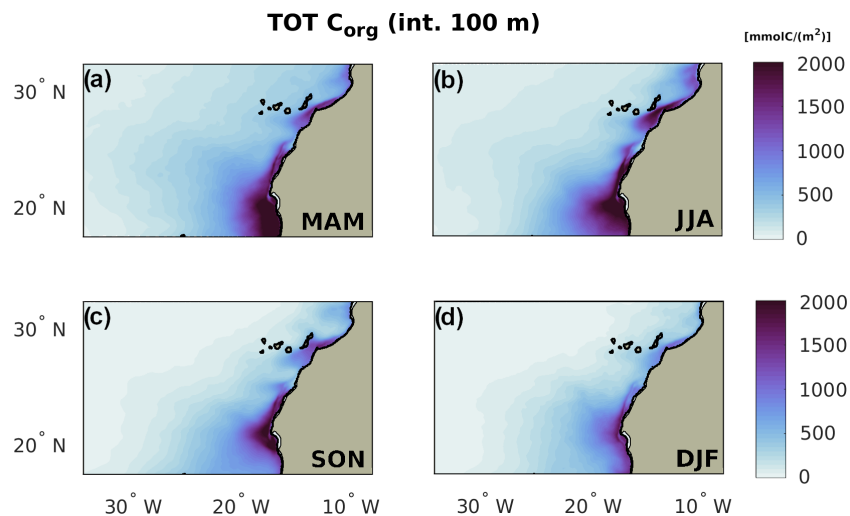 TOT Corg (int. 100 m)
[mmolC/(m²)]
(a)
(b)
30° N
20° N
MAM
JJA
2000
1500
1000
500
0
(c)
(d)
30° N
20° N
SON
DJF
2000
1500
1000
500
0
30° W 20° W 10° W
30° W 20° W 10° W